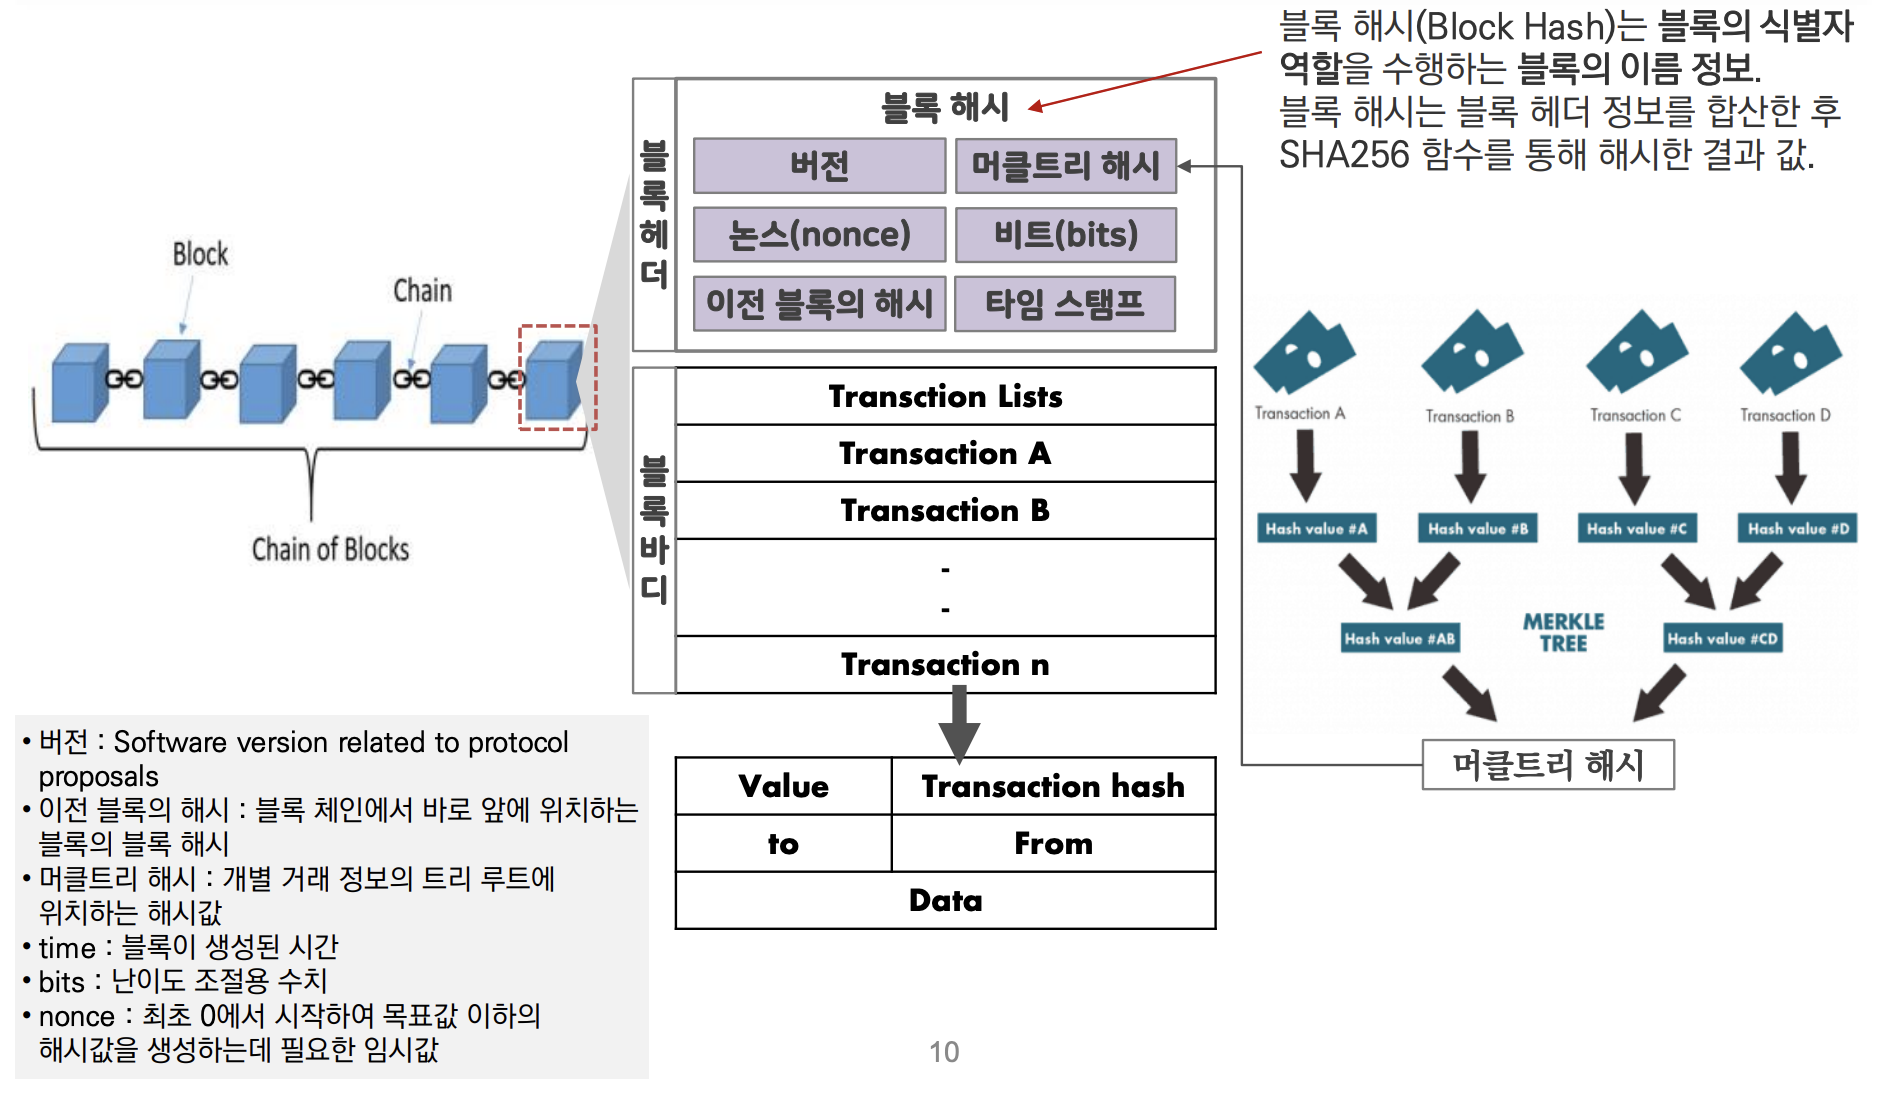 블록 해시(Block Hash)는 블록의 식별자
역할을 수행하는 블록의 이름 정보.
블록 해시는 블록 헤더 정보를 합산한 후
SHA256 함수를 통해 해시한 결과 값.
블록헤더
블록 해시
버전
머클트리 해시
논스(nonce)
비트(bits)
이전 블록의 해시
타임 스탬프
Block
Chain
Chain of Blocks
블록바디
Transction Lists
Transaction A
Transaction B
-
-
Transaction n
Value
Transaction hash
to
From
Data
Transaction A
Transaction B
Transaction C
Transaction D
Hash value #A
Hash value #B
Hash value #C
Hash value #D
Hash value #AB
MERKLE
TREE
Hash value #CD
머클트리 해시
• 버전 : Software version related to protocol
proposals
• 이전 블록의 해시 : 블록 체인에서 바로 앞에 위치하는
블록의 블록 해시
• 머클트리 해시 : 개별 거래 정보의 트리 루트에
위치하는 해시값
• time : 블록이 생성된 시간
• bits : 난이도 조절용 수치
• nonce : 최초 0에서 시작하여 목표값 이하의
해시값을 생성하는데 필요한 임시값
10